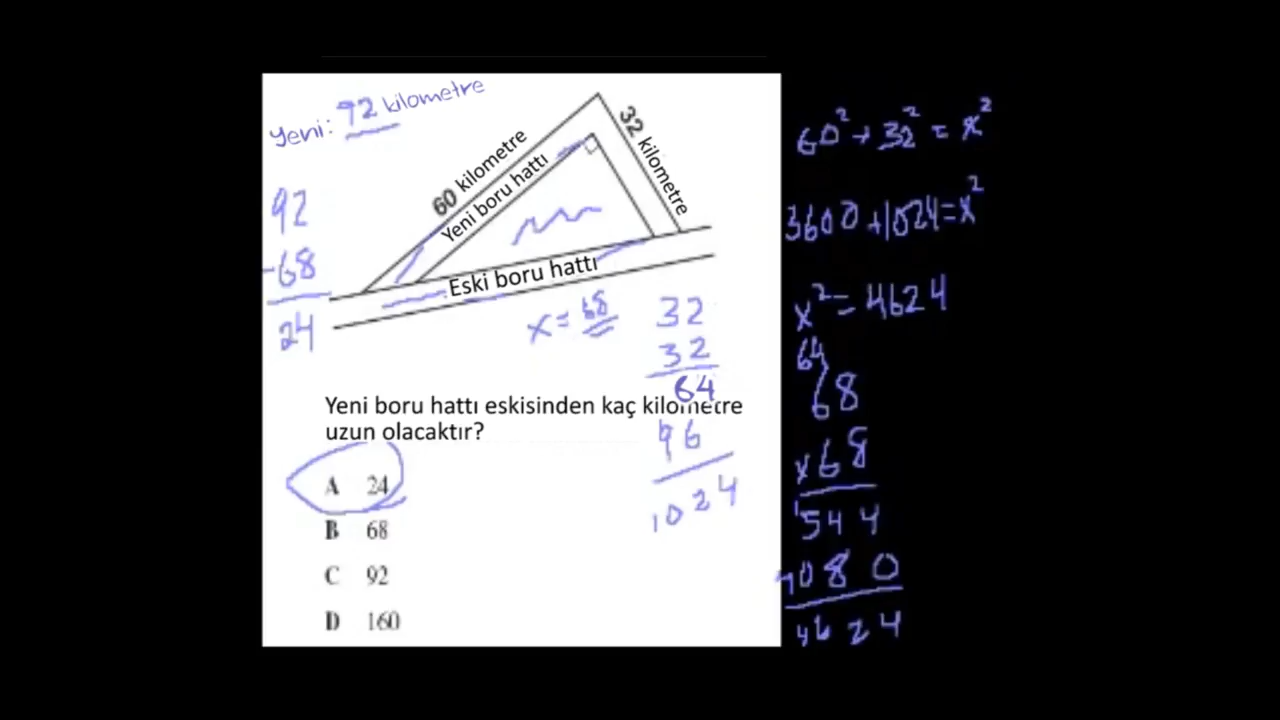 Yeni: 92 kilometre
60 kilometre
Yeni boru hattı
32 kilometre
Eski boru hattı
92
-68
24
x = 68
32
32
64
96
1024
Yeni boru hattı eskisinden kaç kilometre
uzun olacaktır?
A 24
B 68
C 92
D 160
60² + 32² = x²
3600 + 1024 = x²
x² = 4624
64
68
x68
1
544
4080
4624